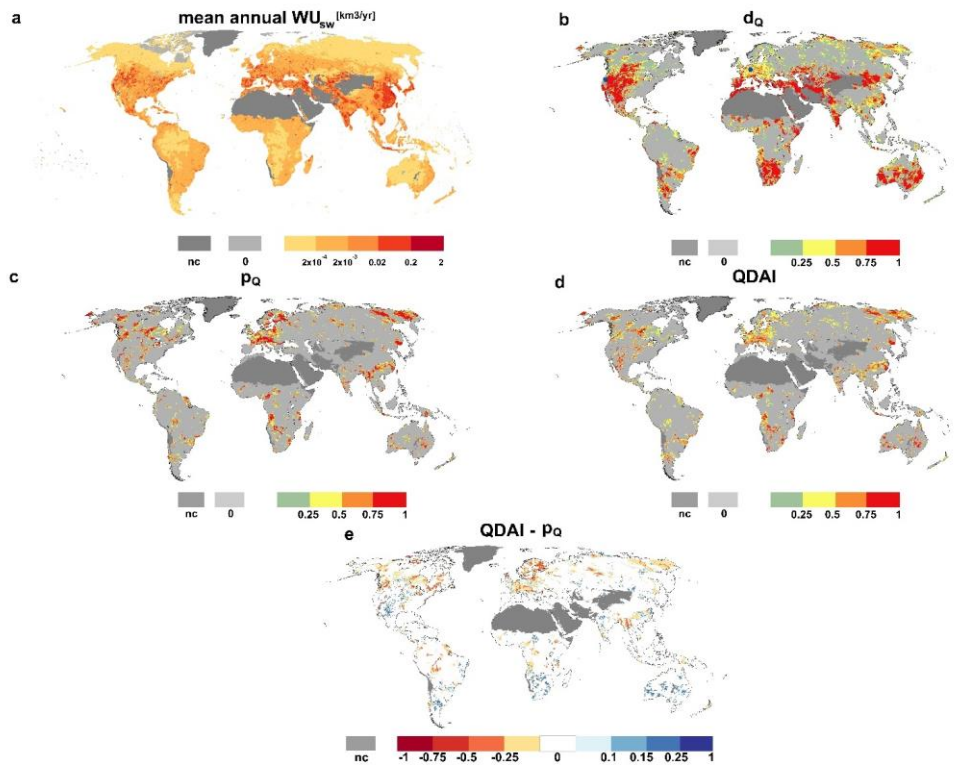 a
mean annual WUsw [km3/yr]
nc 0 2x10⁻⁴ 2x10⁻³ 0.02 0.2 2
b
dQ
nc 0 0.25 0.5 0.75 1
c
pQ
nc 0 0.25 0.5 0.75 1
d
QDAI
nc 0 0.25 0.5 0.75 1
e
QDAI - pQ
nc -1 -0.75 -0.5 -0.25 0 0.1 0.15 0.25 1